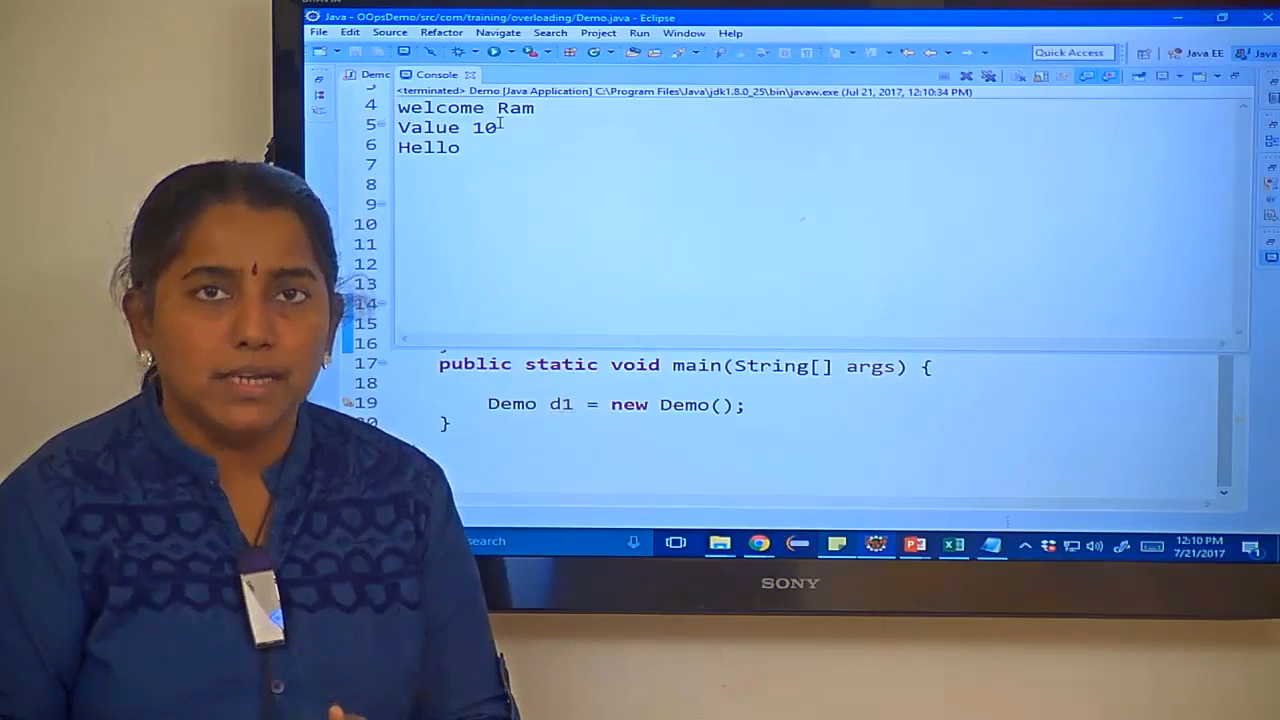 Java - OOpsDemo/src/com/training/overloading/Demo.java - Eclipse
File Edit Source Refactor Navigate Search Project Run Window Help
Quick Access
Java EE
Java
Demo
Console
<terminated> Demo [Java Application] C:\Program Files\Java\jdk1.8.0_25\bin\javaw.exe (Jul 21, 2017, 12:10:34 PM)
4
welcome Ram
5
Value 10
6
Hello
7
8
9
10
11
12
13
14
15
16
17 public static void main(String[] args) {
18
19 Demo d1 = new Demo();
20 }
search
12:10 PM
7/21/2017
SONY